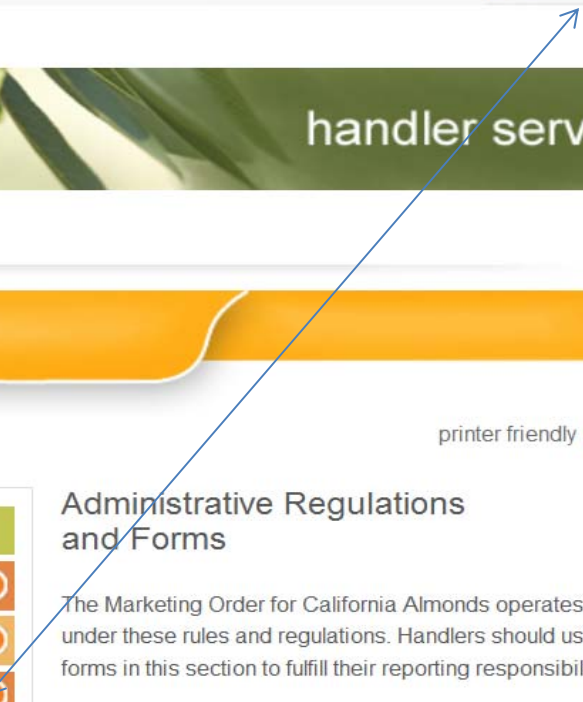 handler serv
printer friendly
Administrative Regulations
and Forms
The Marketing Order for California Almonds operates
under these rules and regulations. Handlers should us
forms in this section to fulfill their reporting responsibil